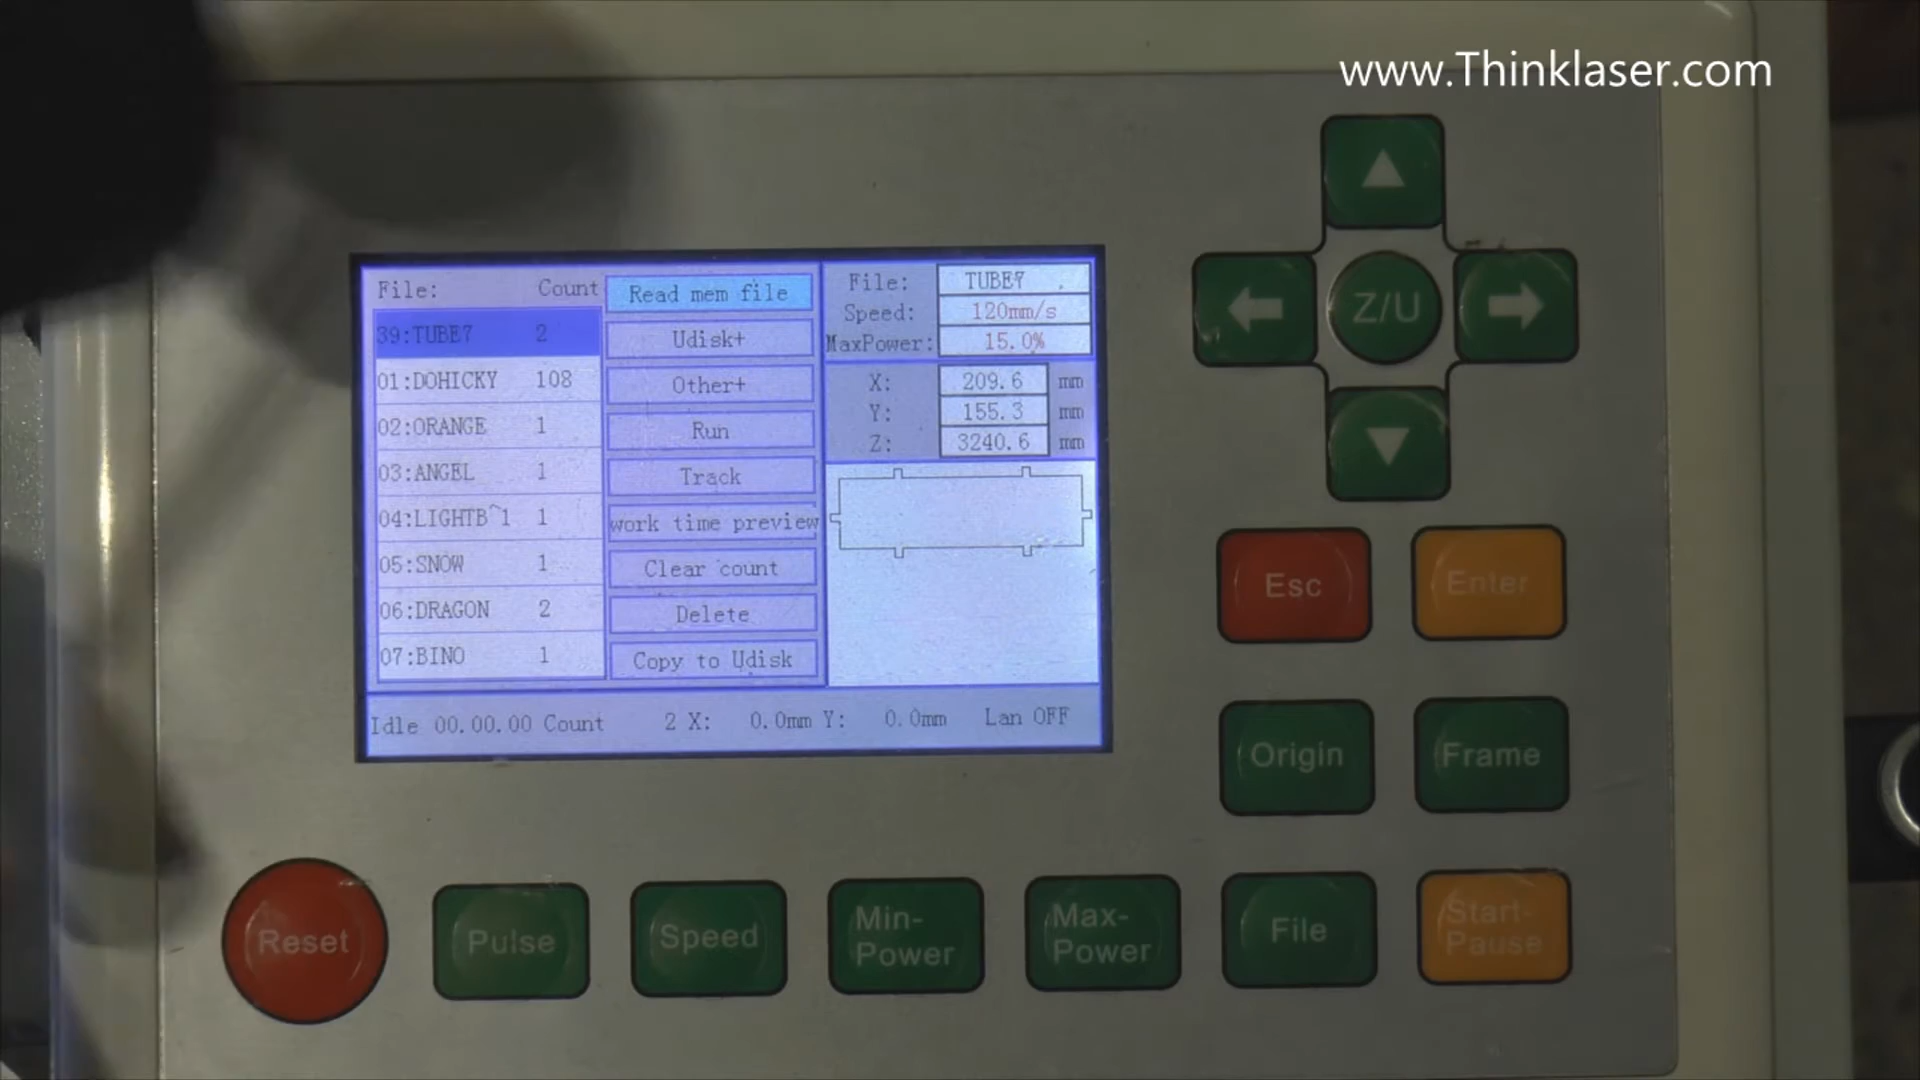 www.Thinklaser.com
File: Count
39:TUBE7 2
01:DOHICKY 108
02:ORANGE 1
03:ANGEL 1
04:LIGHTB~1 1
05:SNOW 1
06:DRAGON 2
07:BINO 1
Read mem file
Udisk+
Other+
Run
Track
work time preview
Clear count
Delete
Copy to Udisk
File: TUBE7
Speed: 120mm/s
MaxPower: 15.0%
X: 209.6 mm
Y: 155.3 mm
Z: 3240.6 mm
Idle 00.00.00 Count 2 X: 0.0mm Y: 0.0mm Lan OFF
Z/U
Esc
Enter
Origin
Frame
Reset
Pulse
Speed
Min-
Power
Max-
Power
File
Start-
Pause